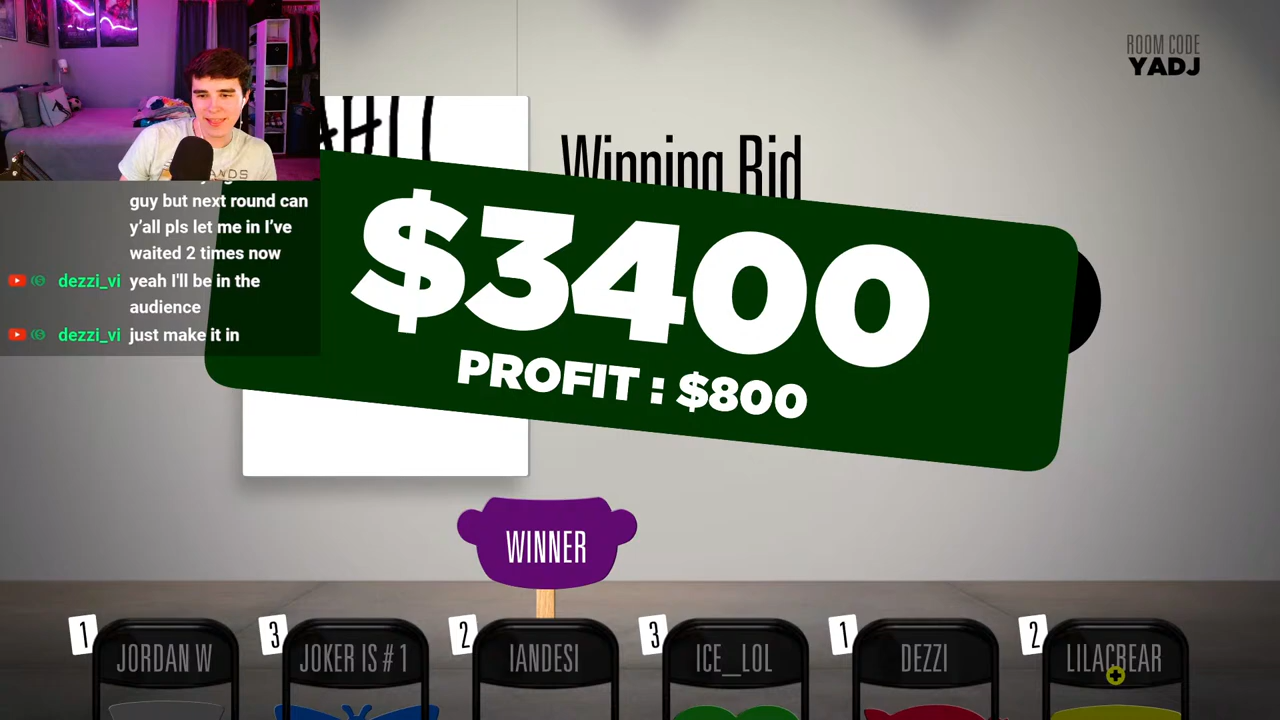 ROOM CODE
YADJ
Winning Bid
$3400
PROFIT : $800
guy but next round can
y'all pls let me in I've
waited 2 times now
dezzi_vi yeah I'll be in the
audience
dezzi_vi just make it in
WINNER
1 JORDAN W
3 JOKER IS # 1
2 IANDESI
3 ICE_LOL
1 DEZZI
2 LILACREAR